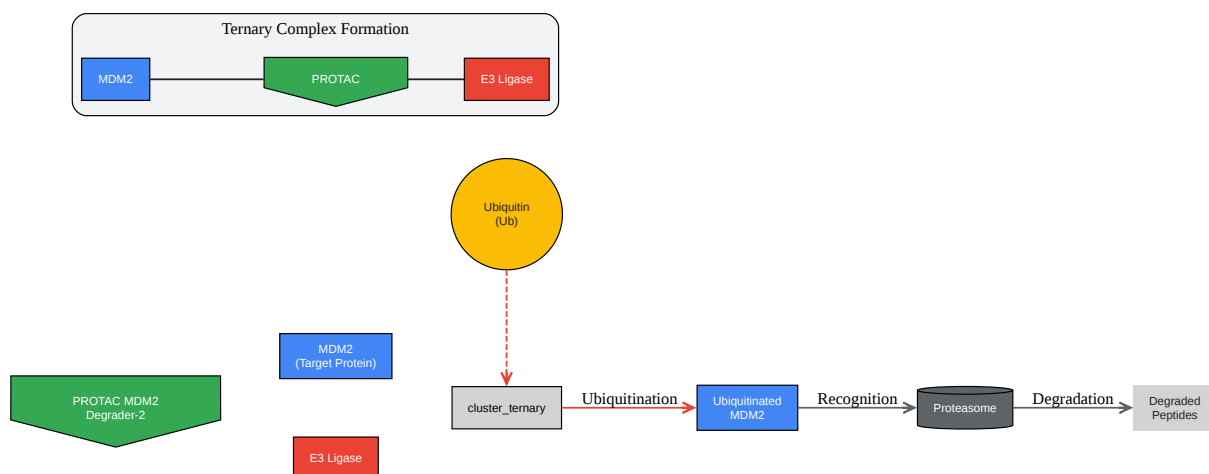 Ternary Complex Formation
MDM2
PROTAC
E3 Ligase
Ubiquitin
(Ub)
MDM2
(Target Protein)
PROTAC MDM2
Degrader-2
E3 Ligase
cluster_ternary
Ubiquitination
Ubiquitinated
MDM2
Recognition
Proteasome
Degradation
Degraded
Peptides